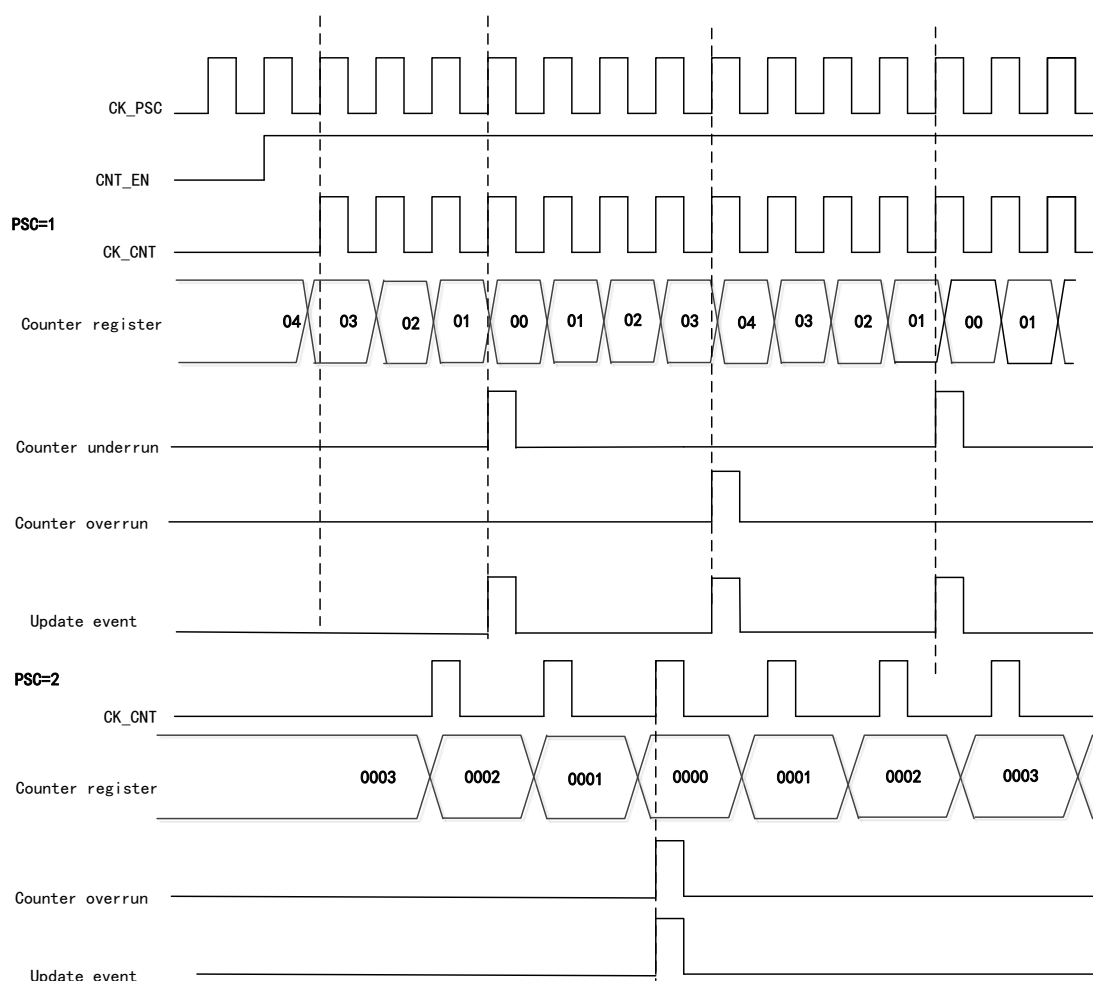 CK_PSC
CNT_EN
PSC=1
CK_CNT
Counter register 04 03 02 01 00 01 02 03 04 03 02 01 00 01
Counter underrun
Counter overrun
Update event
PSC=2
CK_CNT
Counter register 0003 0002 0001 0000 0001 0002 0003
Counter overrun
Update event